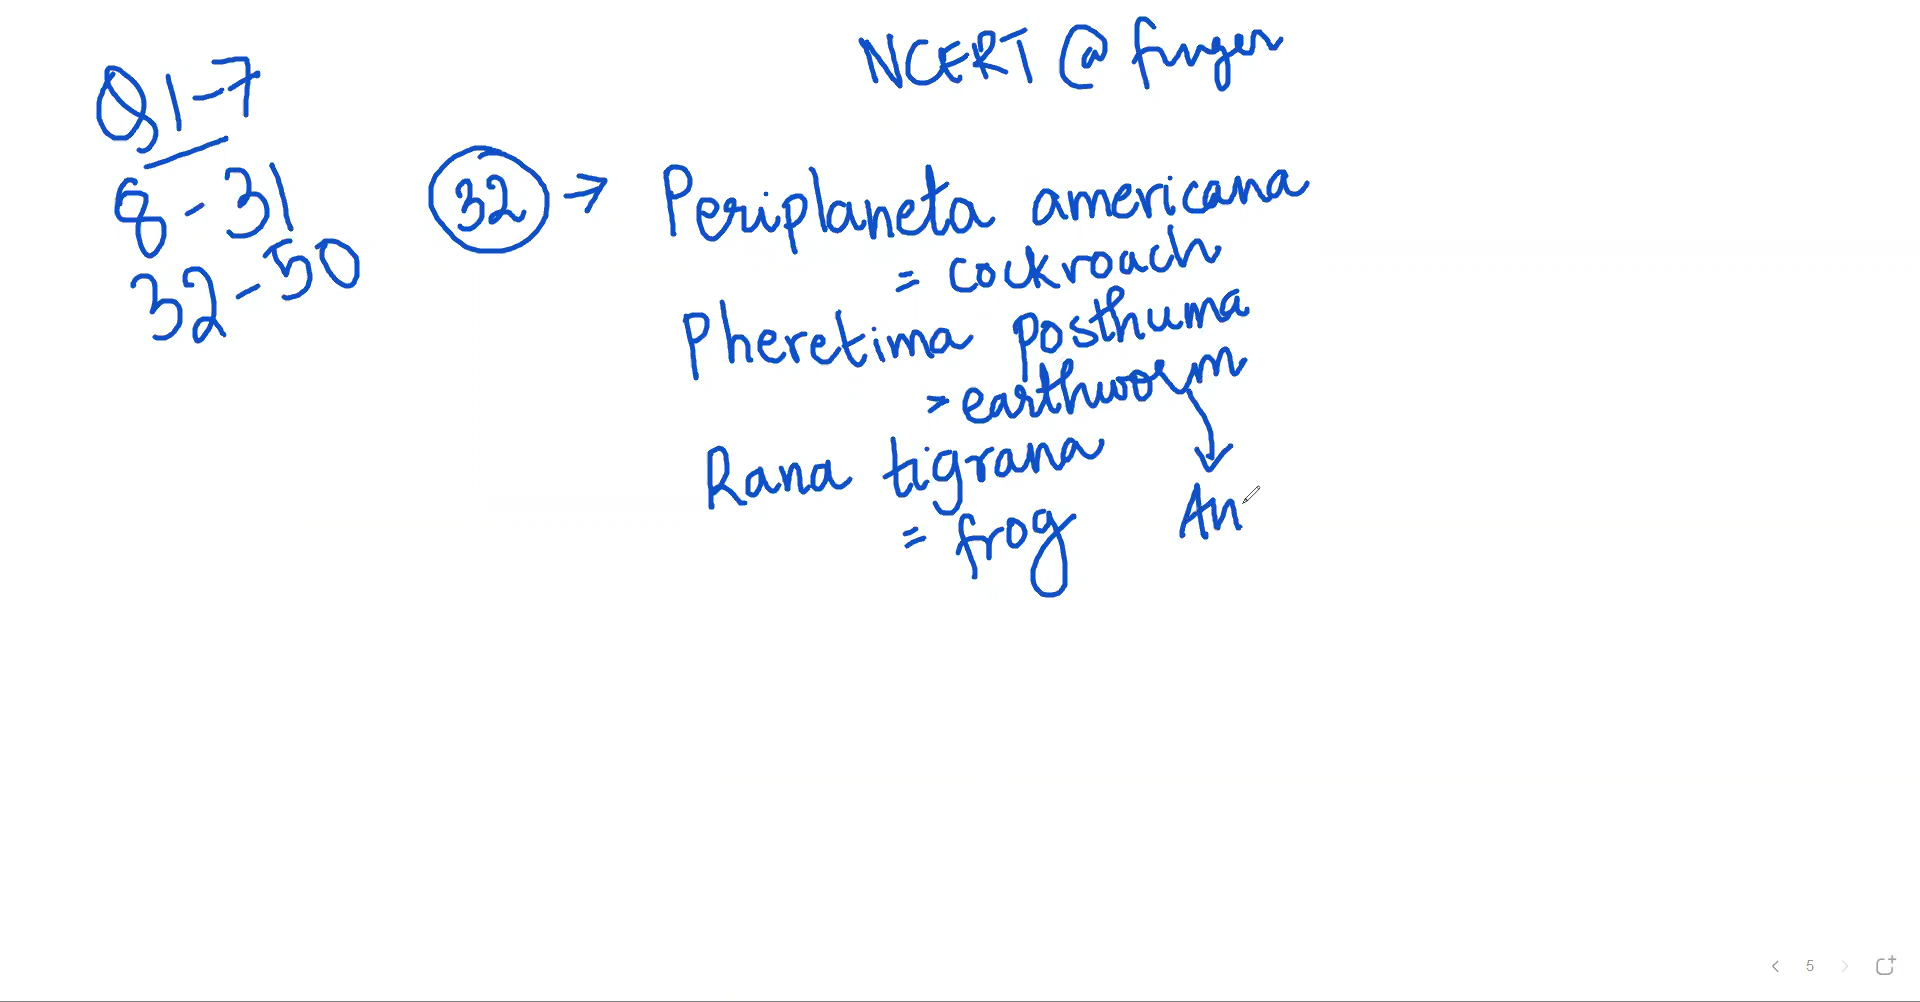 NCERT @ finger
Q1-7
8-31
32-50
32 → Periplaneta americana
= cockroach
Pheretima posthuma
> earthworm
Rana tigrana
= frog
An
5